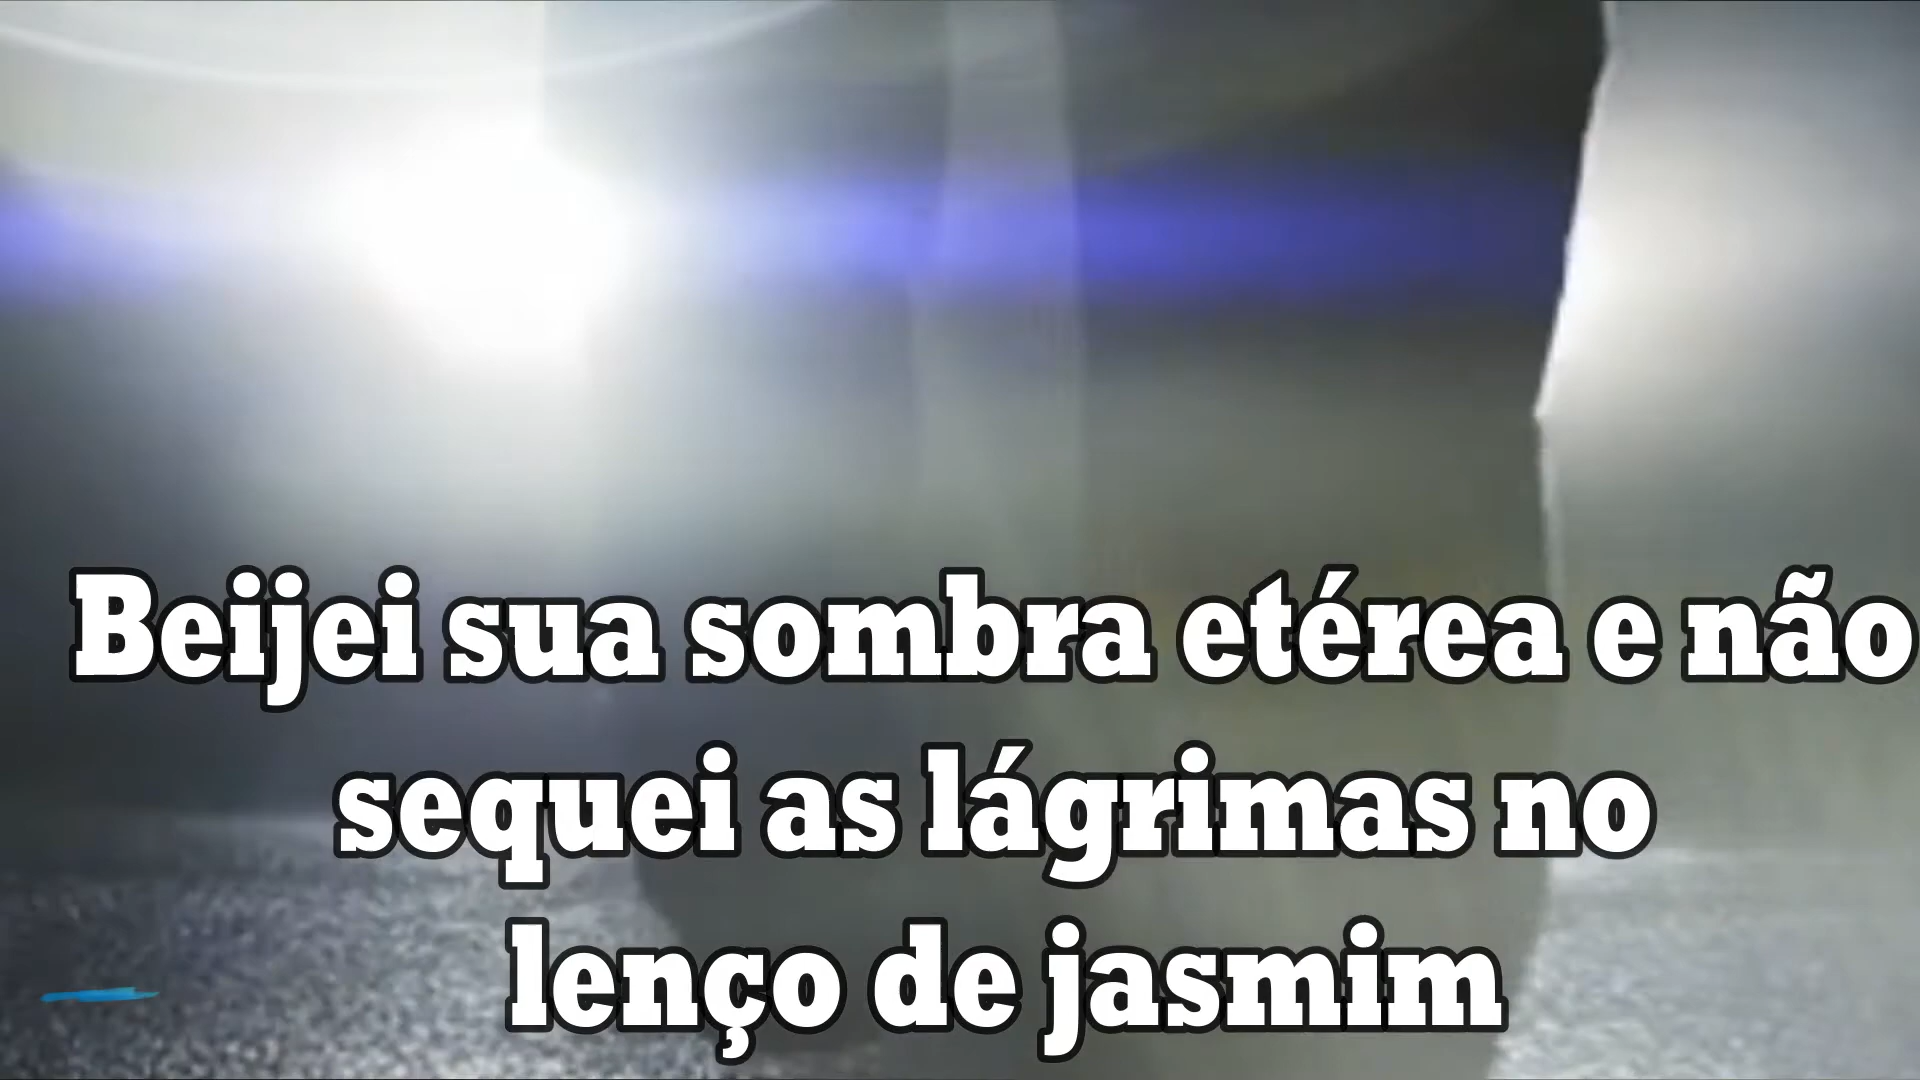 Beijei sua sombra etérea e não
sequei as lágrimas no
lenço de jasmim